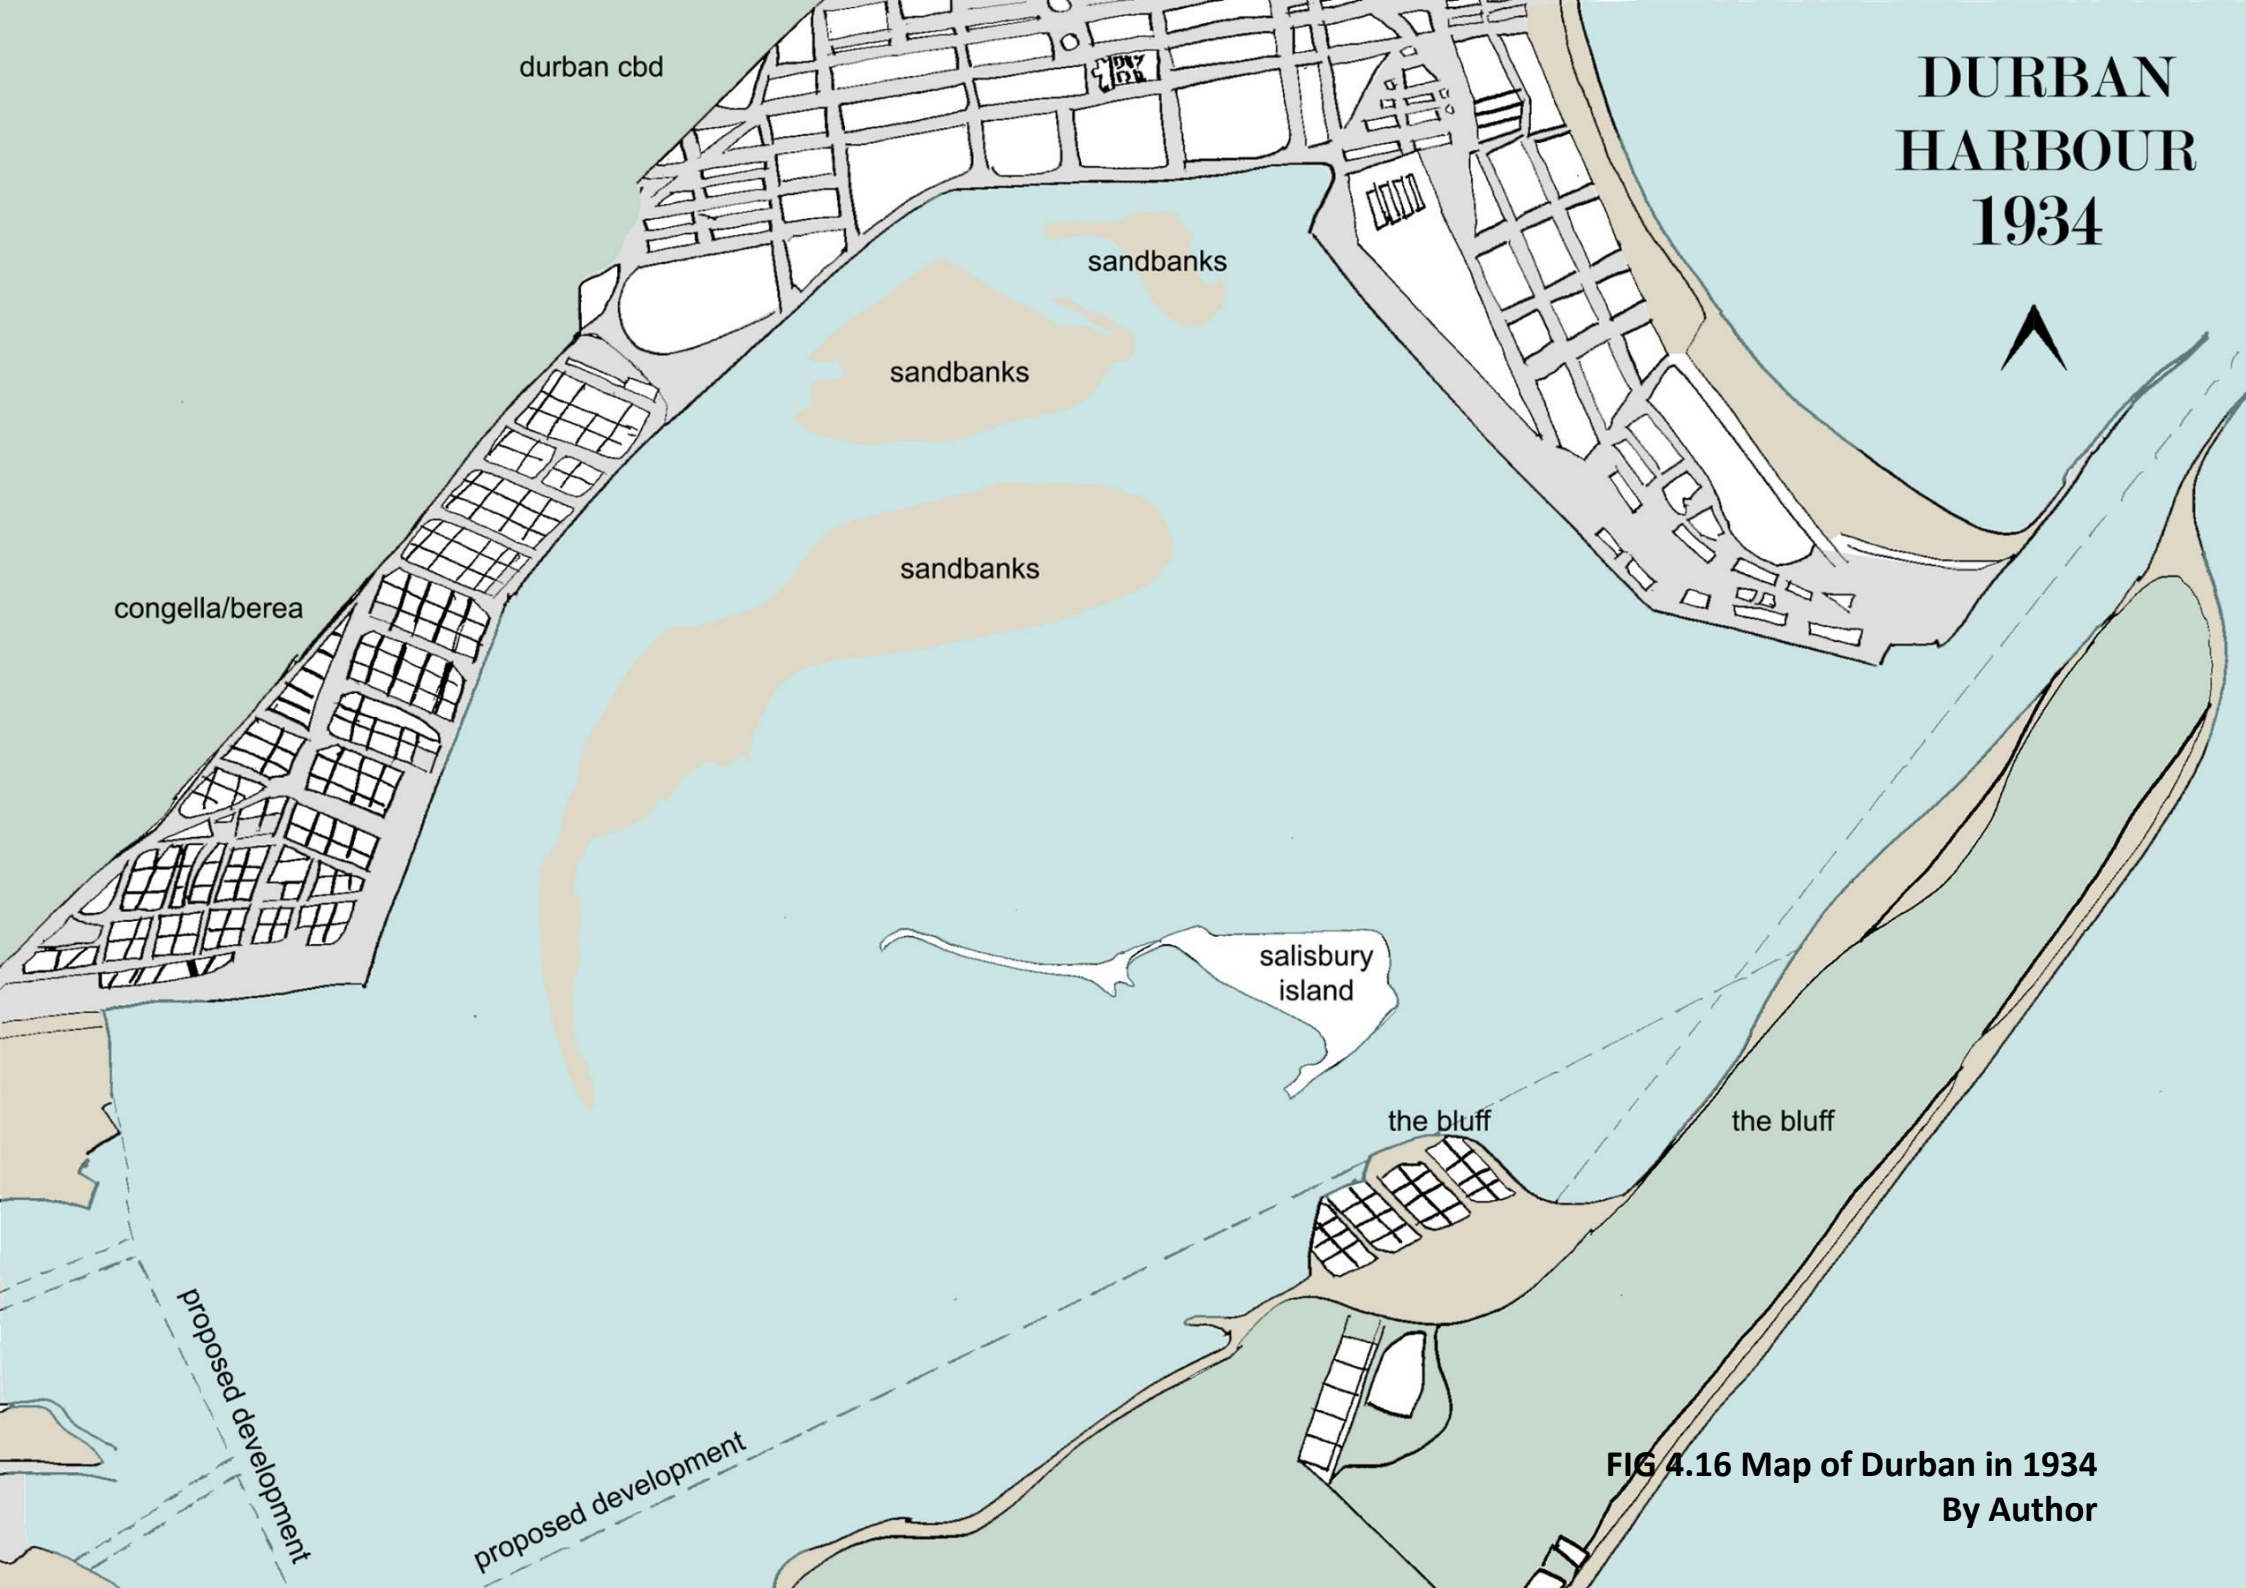 durban cbd
DURBAN
HARBOUR
1934
sandbanks
sandbanks
sandbanks
congella/berea
salisbury
island
the bluff
the bluff
proposed development
proposed development
FIG 4.16 Map of Durban in 1934
By Author